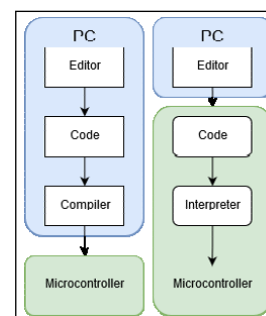 PC
Editor
Code
Compiler
Microcontroller
PC
Editor
Code
Interpreter
Microcontroller